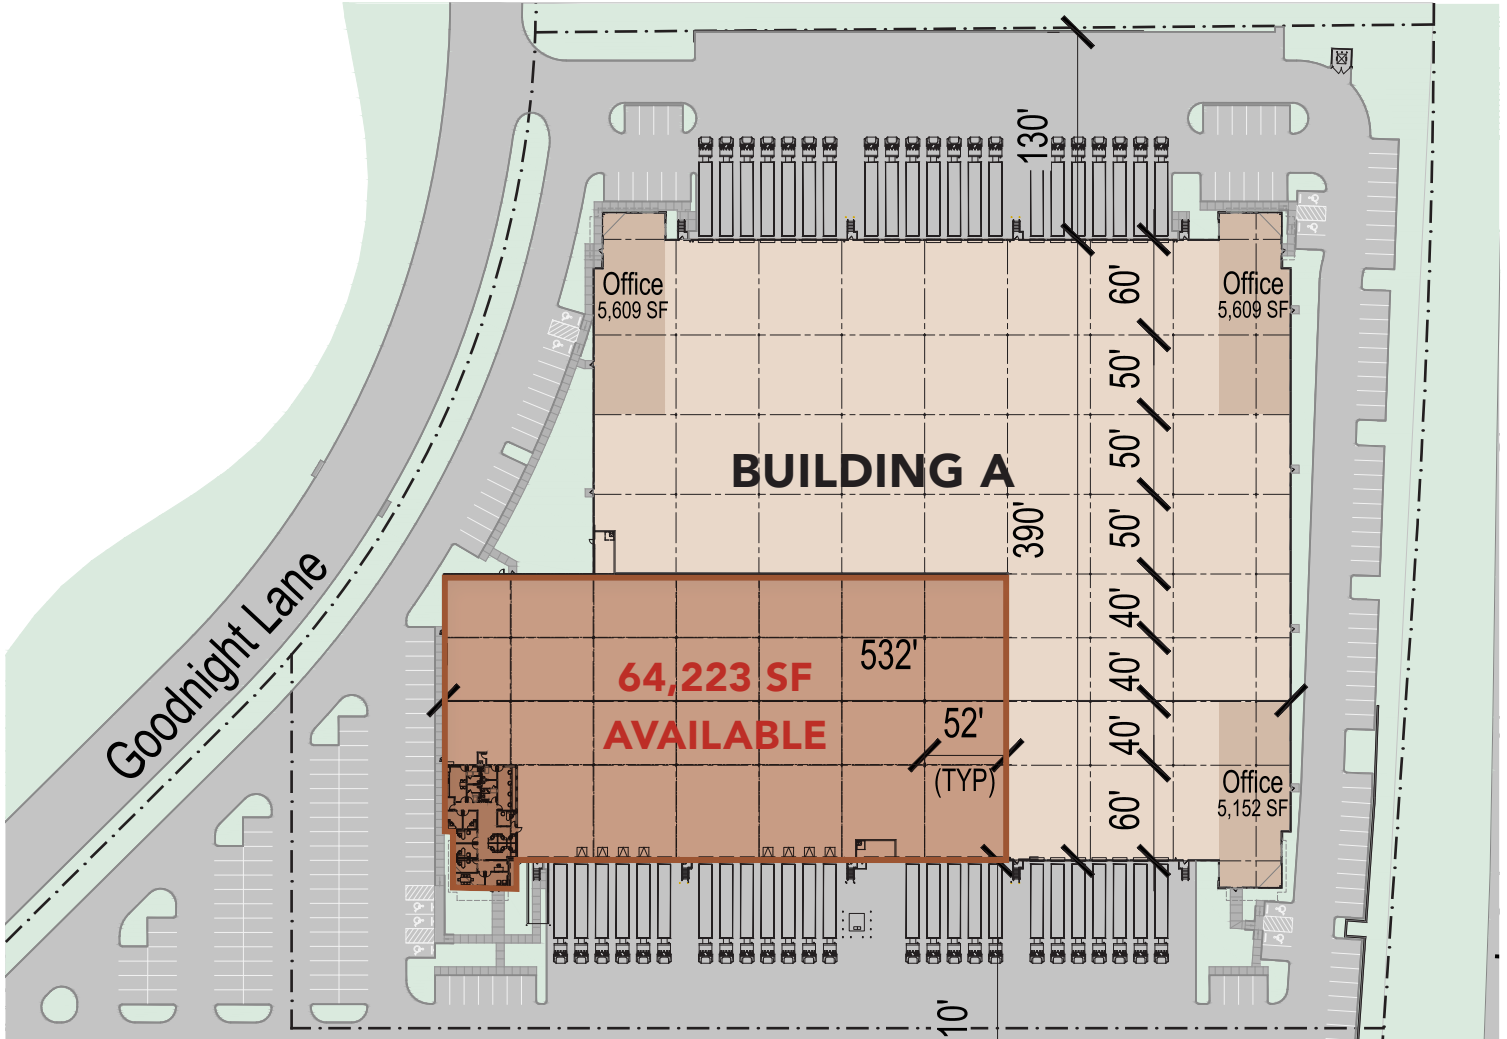 130'
Office
5,609 SF
60'
Office
5,609 SF
50'
BUILDING A
50'
390'
50'
Goodnight Lane
40'
532'
64,223 SF
40'
AVAILABLE
52'
40'
(TYP)
Office
5,152 SF
60'
10'